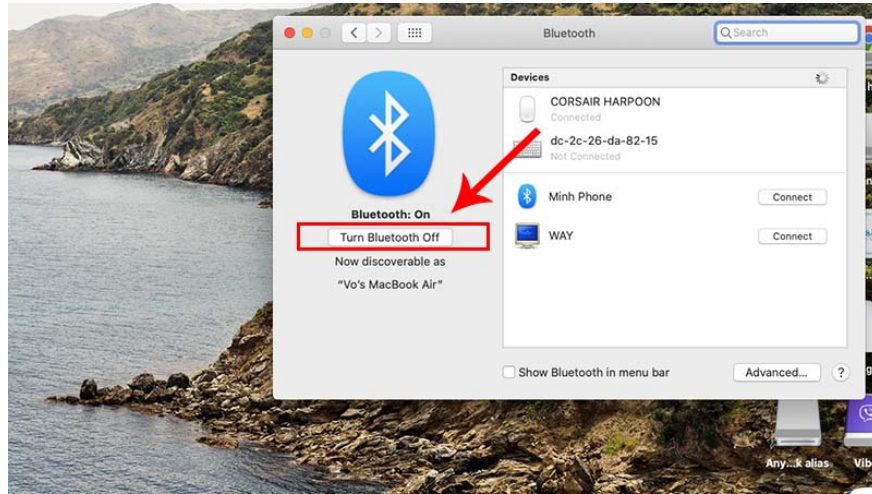 Bluetooth
Search
Devices
CORSAIR HARPOON
Connected
dc-2c-26-da-82-15
Not Connected
Minh Phone
Connect
WAY
Connect
Bluetooth: On
Turn Bluetooth Off
Now discoverable as
“Vo's MacBook Air”
Show Bluetooth in menu bar
Advanced...
?
Any...k alias
Vib